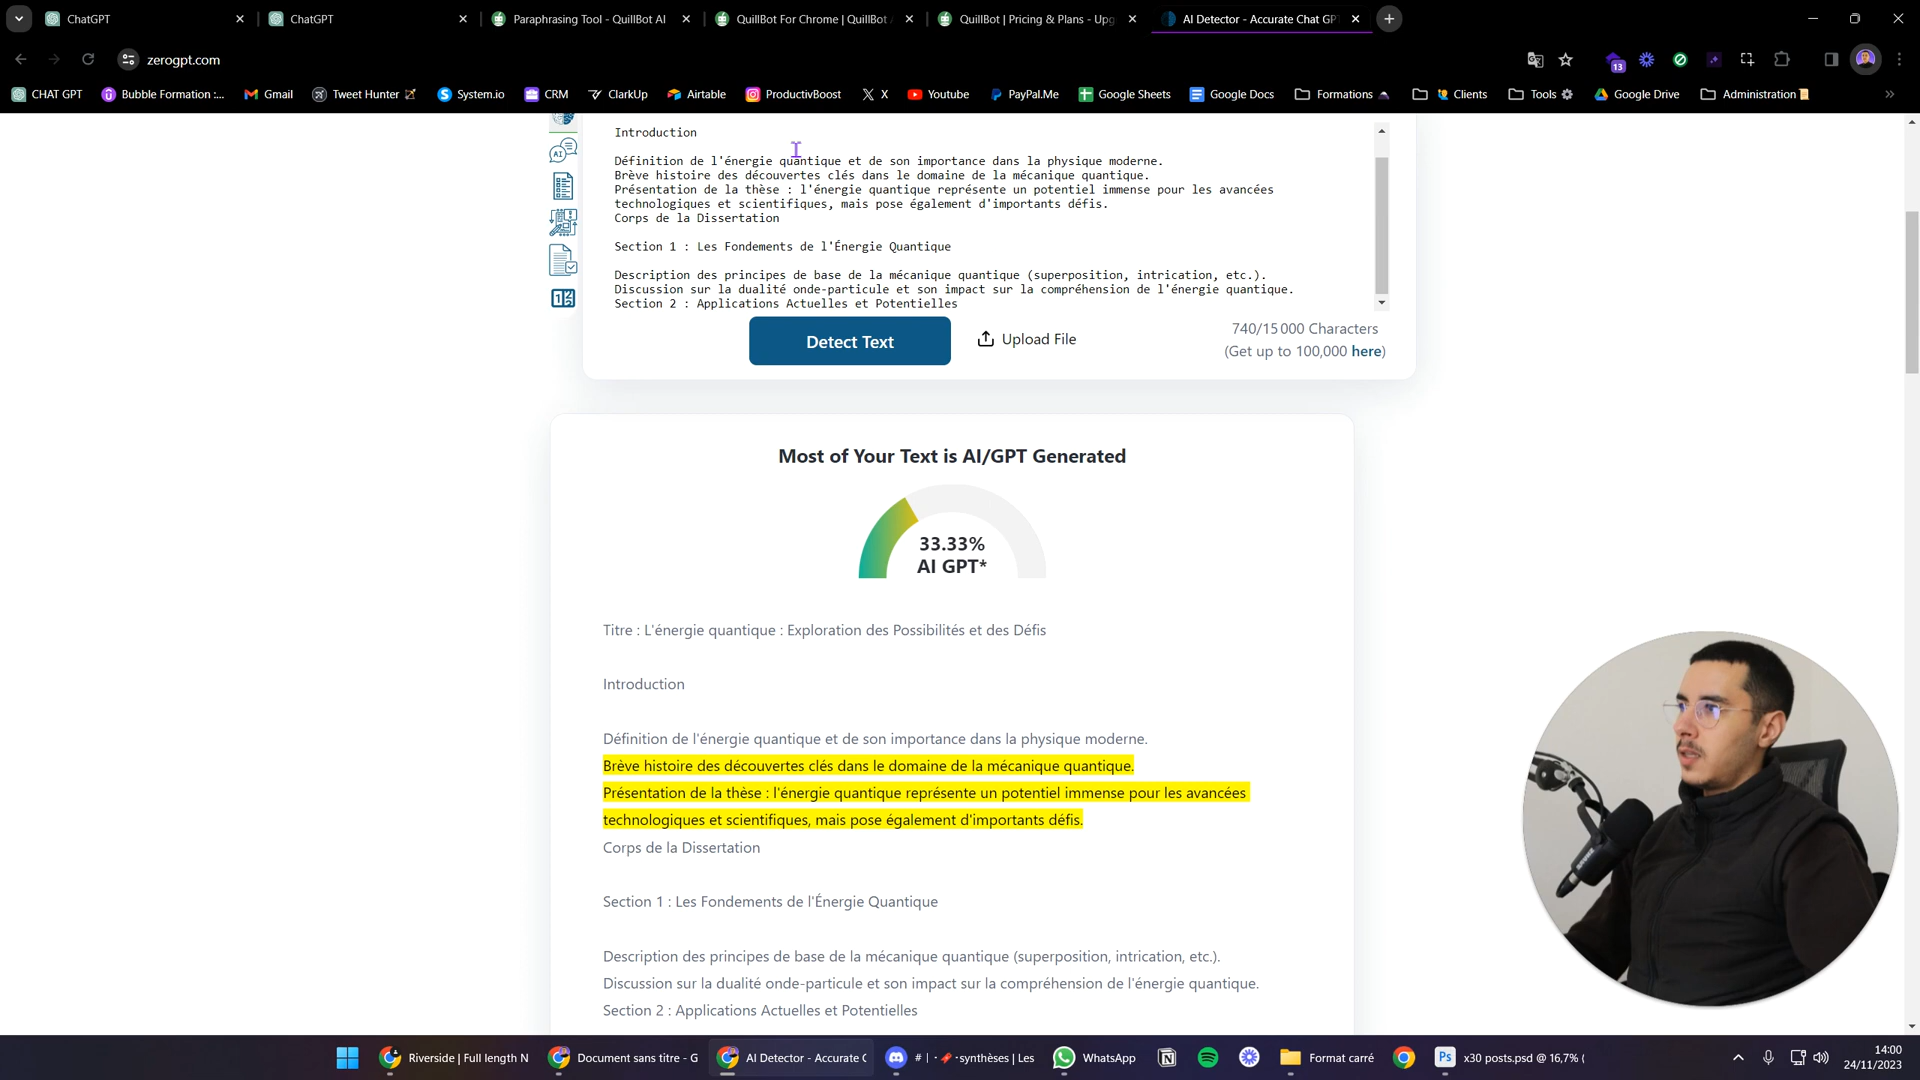 ChatGPT
ChatGPT
Paraphrasing Tool - QuillBot AI
QuillBot For Chrome | QuillBot
QuillBot | Pricing & Plans - Upg
AI Detector - Accurate Chat GP
zerogpt.com
13
CHAT GPT
Bubble Formation :...
Gmail
Tweet Hunter
System.io
CRM
ClarkUp
Airtable
ProductivBoost
X
Youtube
PayPal.Me
Google Sheets
Google Docs
Formations
Clients
Tools
Google Drive
Administration
Introduction
Définition de l'énergie quantique et de son importance dans la physique moderne.
Brève histoire des découvertes clés dans le domaine de la mécanique quantique.
Présentation de la thèse : l'énergie quantique représente un potentiel immense pour les avancées
technologiques et scientifiques, mais pose également d'importants défis.
Corps de la Dissertation
Section 1 : Les Fondements de l'Énergie Quantique
Description des principes de base de la mécanique quantique (superposition, intrication, etc.).
Discussion sur la dualité onde-particule et son impact sur la compréhension de l'énergie quantique.
Section 2 : Applications Actuelles et Potentielles
Detect Text
Upload File
740/15 000 Characters
(Get up to 100,000 here)
Most of Your Text is AI/GPT Generated
33.33%
AI GPT*
Titre : L'énergie quantique : Exploration des Possibilités et des Défis
Introduction
Définition de l'énergie quantique et de son importance dans la physique moderne.
Brève histoire des découvertes clés dans le domaine de la mécanique quantique.
Présentation de la thèse : l'énergie quantique représente un potentiel immense pour les avancées
technologiques et scientifiques, mais pose également d'importants défis.
Corps de la Dissertation
Section 1 : Les Fondements de l'Énergie Quantique
Description des principes de base de la mécanique quantique (superposition, intrication, etc.).
Discussion sur la dualité onde-particule et son impact sur la compréhension de l'énergie quantique.
Section 2 : Applications Actuelles et Potentielles
Riverside | Full length N
Document sans titre - G
AI Detector - Accurate C
# | ・synthèses | Les
WhatsApp
Format carré
x30 posts.psd @ 16,7% (
14:00
24/11/2023